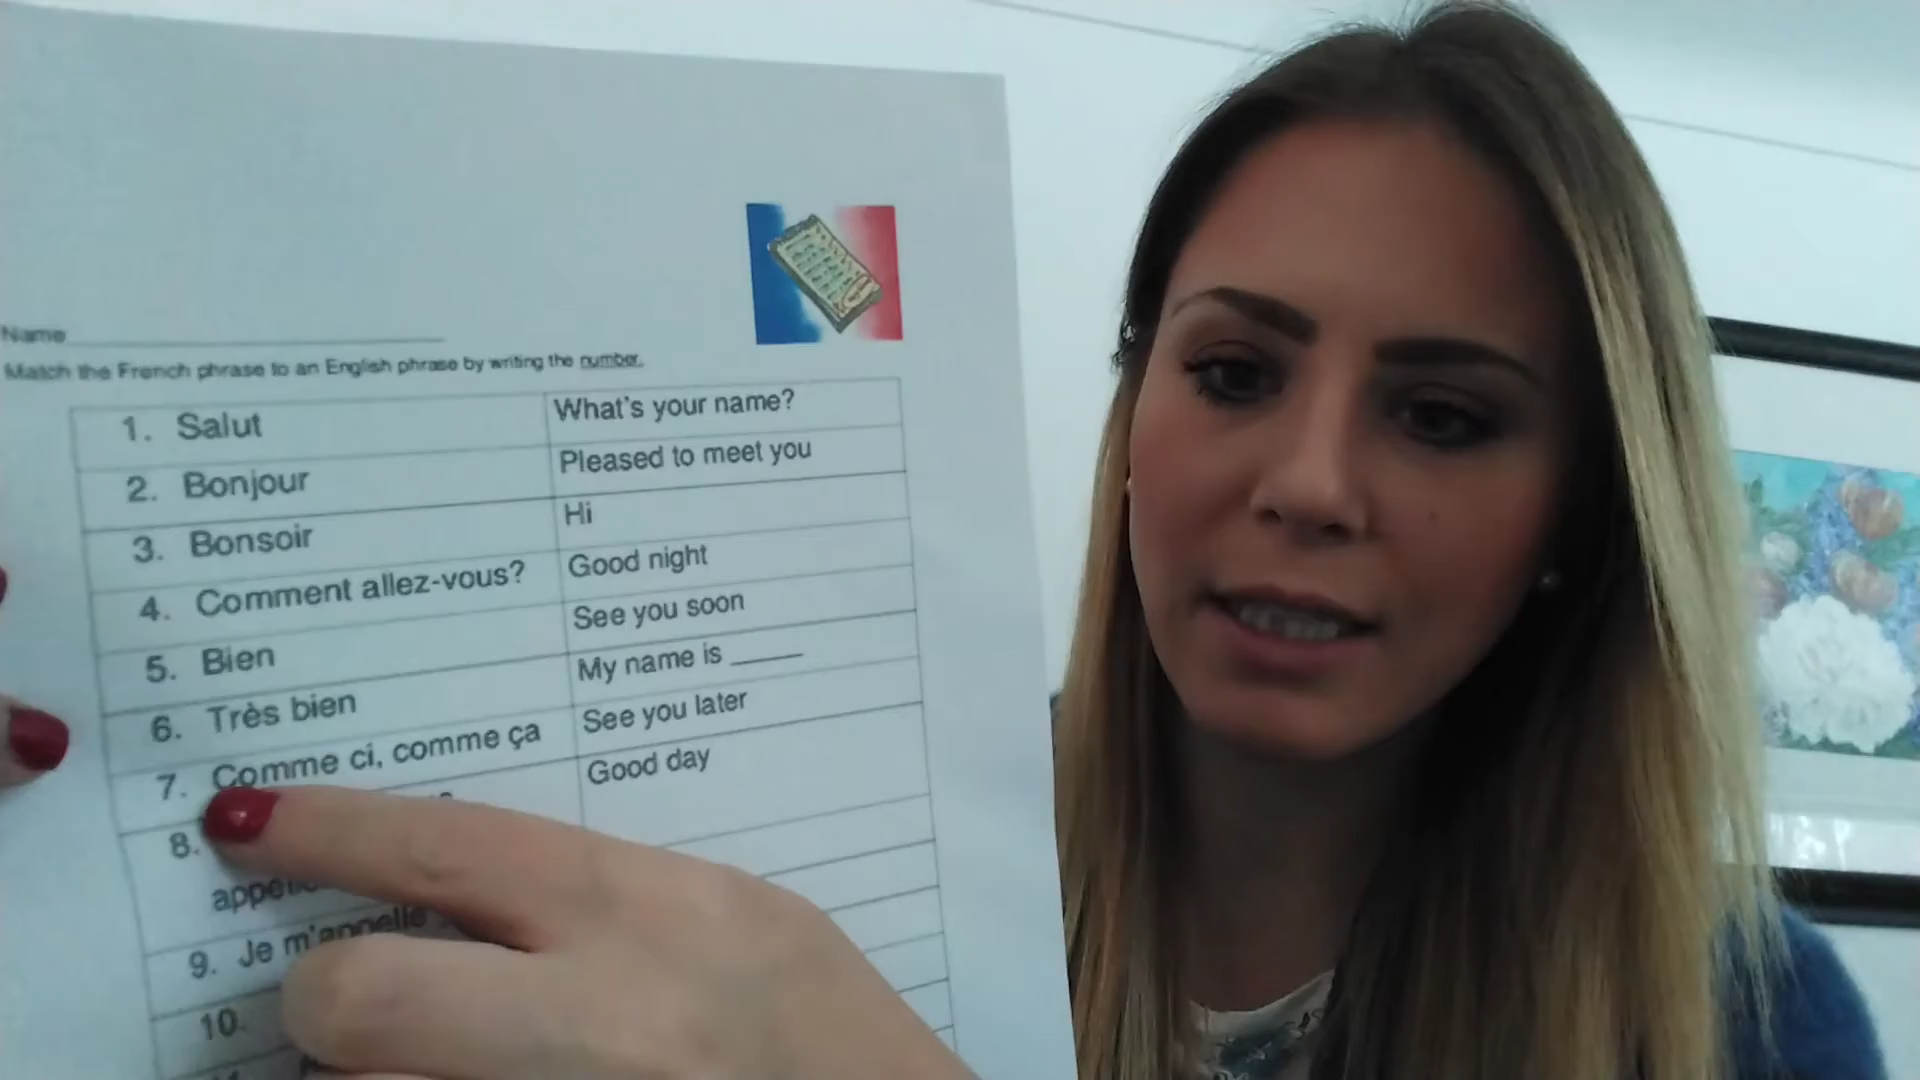 Name
Match the French phrase to an English phrase by writing the number.
1. Salut
What's your name?
2. Bonjour
Pleased to meet you
3. Bonsoir
Hi
4. Comment allez-vous?
Good night
5. Bien
See you soon
6. Très bien
My name is _____
7. Comme ci, comme ça
See you later
8.
Good day
9. Je m'appelle
10.